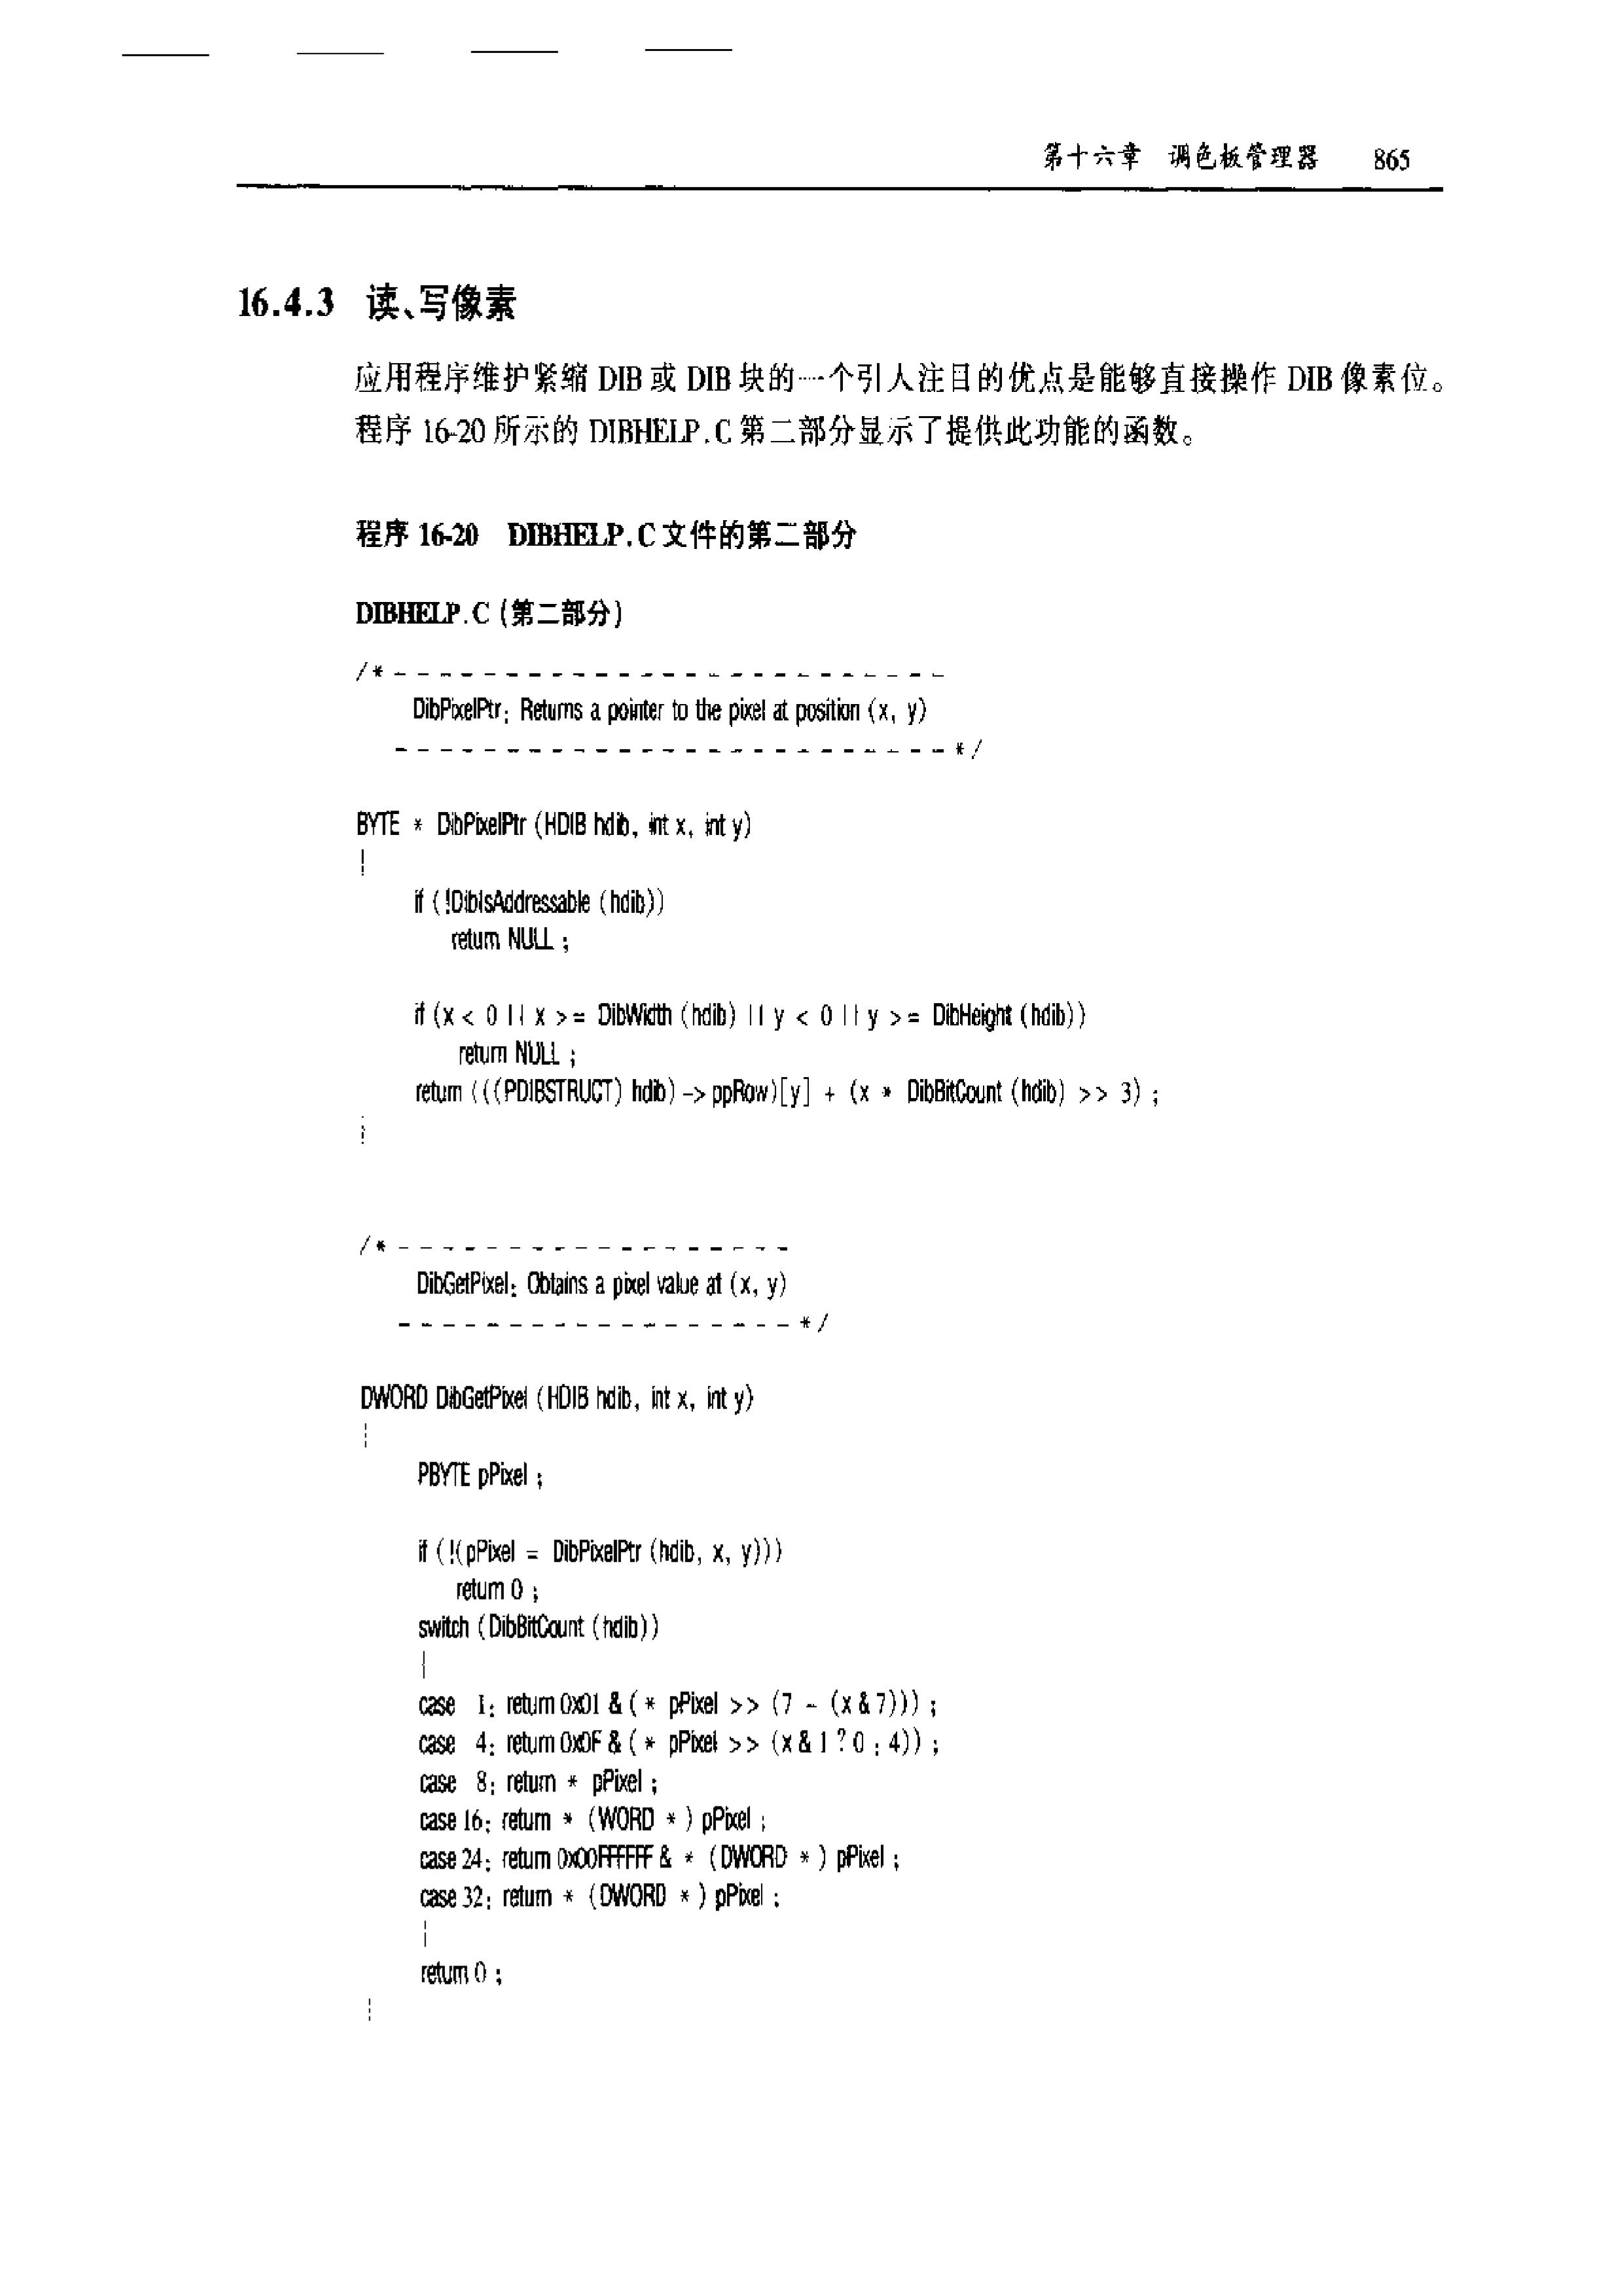 第十六章 调色板管理器 865
16.4.3 读、写像素
应用程序维护紧缩 DIB 或 DIB 块的一个引人注目的优点是能够直接操作 DIB 像素位。
程序 16-20 所示的 DIBHELP.C 第二部分显示了提供此功能的函数。
程序 16-20 DIBHELP.C 文件的第二部分
DIBHELP.C (第二部分)
/* - - - - - - - - - - - - - - - - - - - - - - - - -
DibPixelPtr: Returns a pointer to the pixel at position (x, y)
- - - - - - - - - - - - - - - - - - - - - - - - - */
BYTE * DibPixelPtr (HDIB hdib, int x, int y)
{
if (!DibIsAddressable (hdib))
return NULL ;
if (x < 0 || x >= DibWidth (hdib) || y < 0 || y >= DibHeight (hdib))
return NULL ;
return (((PDIBSTRUCT) hdib) -> ppRow)[y] + (x * DibBitCount (hdib) >> 3) ;
}
/* - - - - - - - - - - - - - - - - - -
DibGetPixel: Obtains a pixel value at (x, y)
- - - - - - - - - - - - - - - - - - */
DWORD DibGetPixel (HDIB hdib, int x, int y)
{
PBYTE pPixel ;
if (!(pPixel = DibPixelPtr (hdib, x, y)))
return 0 ;
switch (DibBitCount (hdib))
{
case 1: return 0x01 & ( * pPixel >> (7 - (x & 7))) ;
case 4: return 0x0F & ( * pPixel >> (x & 1 ? 0 : 4)) ;
case 8: return * pPixel ;
case 16: return * (WORD * ) pPixel ;
case 24: return 0x00FFFFFF & * (DWORD * ) pPixel ;
case 32: return * (DWORD * ) pPixel ;
}
return 0 ;
}